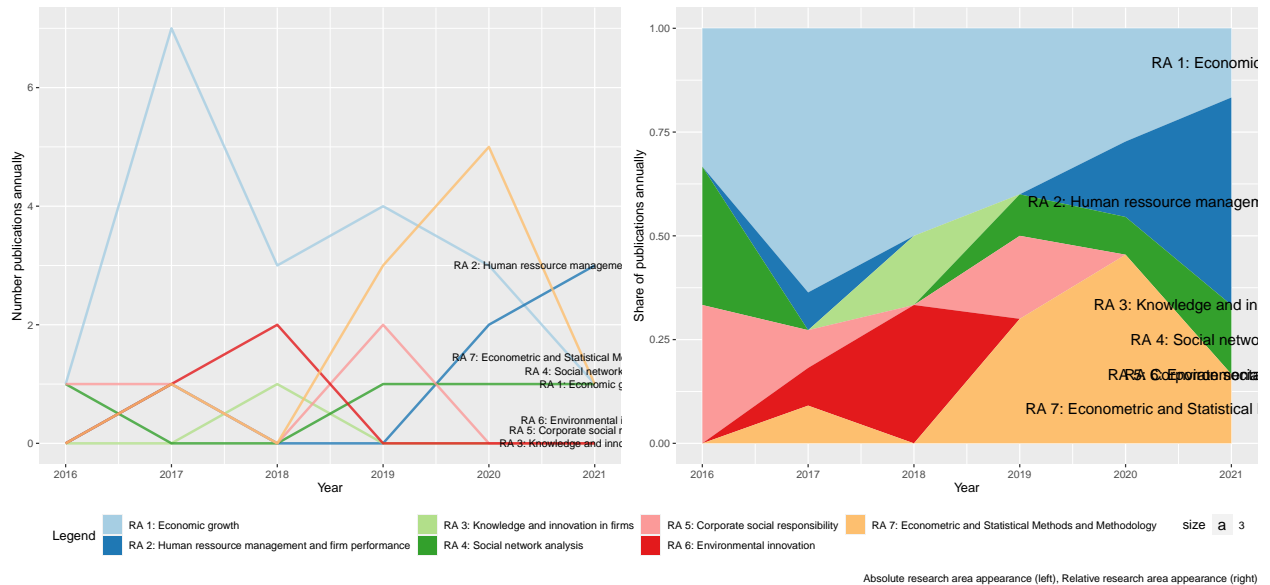 6
4
2
0
Number publications annually
RA 2: Human ressource manageme
RA 7: Econometric and Statistical M
RA 4: Social network
RA 1: Economic g
RA 6: Environmental i
RA 5: Corporate social r
RA 3: Knowledge and inno
2016 2017 2018 2019 2020 2021
Year
1.00
0.75
0.50
0.25
0.00
Share of publications annually
RA 1: Economic
RA 2: Human ressource managem
RA 3: Knowledge and in
RA 4: Social netwo
RA 7: Econometric and Statistical
2016 2017 2018 2019 2020 2021
Year
Legend
RA 1: Economic growth
RA 2: Human ressource management and firm performance
RA 3: Knowledge and innovation in firms
RA 4: Social network analysis
RA 5: Corporate social responsibility
RA 6: Environmental innovation
RA 7: Econometric and Statistical Methods and Methodology
size a 3
Absolute research area appearance (left), Relative research area appearance (right)